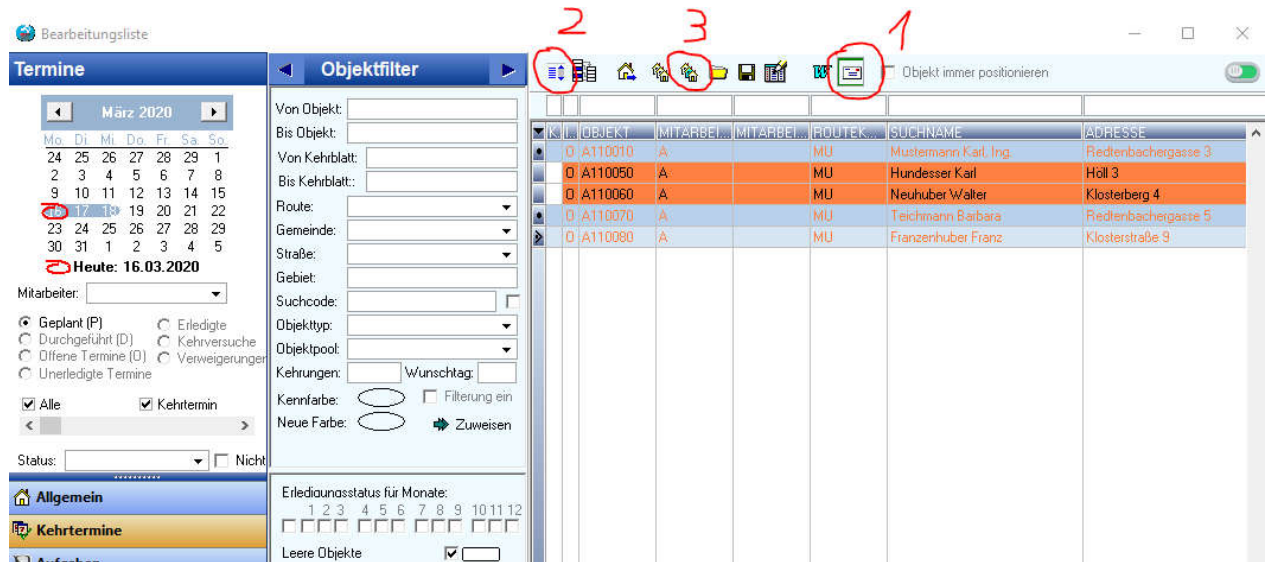 2 3 1
Bearbeitungsliste
Termine
Objektfilter
Objekt immer positionieren
März 2020
Mo. Di. Mi. Do. Fr. Sa. So.
24 25 26 27 28 29 1
2 3 4 5 6 7 8
9 10 11 12 13 14 15
16 17 18 19 20 21 22
23 24 25 26 27 28 29
30 31 1 2 3 4 5
Heute: 16.03.2020
Mitarbeiter:
Geplant (P)
Erledigte
Durchgeführt (D)
Kehrversuche
Offene Termine (O)
Verweigerunger
Unerledigte Termine
Alle
Kehrtermin
Status:
Nicht
Allgemein
Kehrtermine
Von Objekt:
Bis Objekt:
Von Kehrblatt:
Bis Kehrblatt::
Route:
Gemeinde:
Straße:
Gebiet:
Suchcode:
Objekttyp:
Objektpool:
Kehrungen:
Wunschtag:
Kennfarbe:
Filterung ein
Neue Farbe:
Zuweisen
Erledigungsstatus für Monate:
1 2 3 4 5 6 7 8 9 10 11 12
Leere Objekte
K. I... OBJEKT MITARBEI... MITARBEI... ROUTEK... SUCHNAME ADRESSE
0 A110010 A MU Mustermann Karl, Ing. Redtenbachergasse 3
0 A110050 A MU Hundesser Karl Höll 3
0 A110060 A MU Neuhuber Walter Klosterberg 4
0 A110070 A MU Teichmann Barbara Redtenbachergasse 5
0 A110080 A MU Franzenhuber Franz Klosterstraße 9